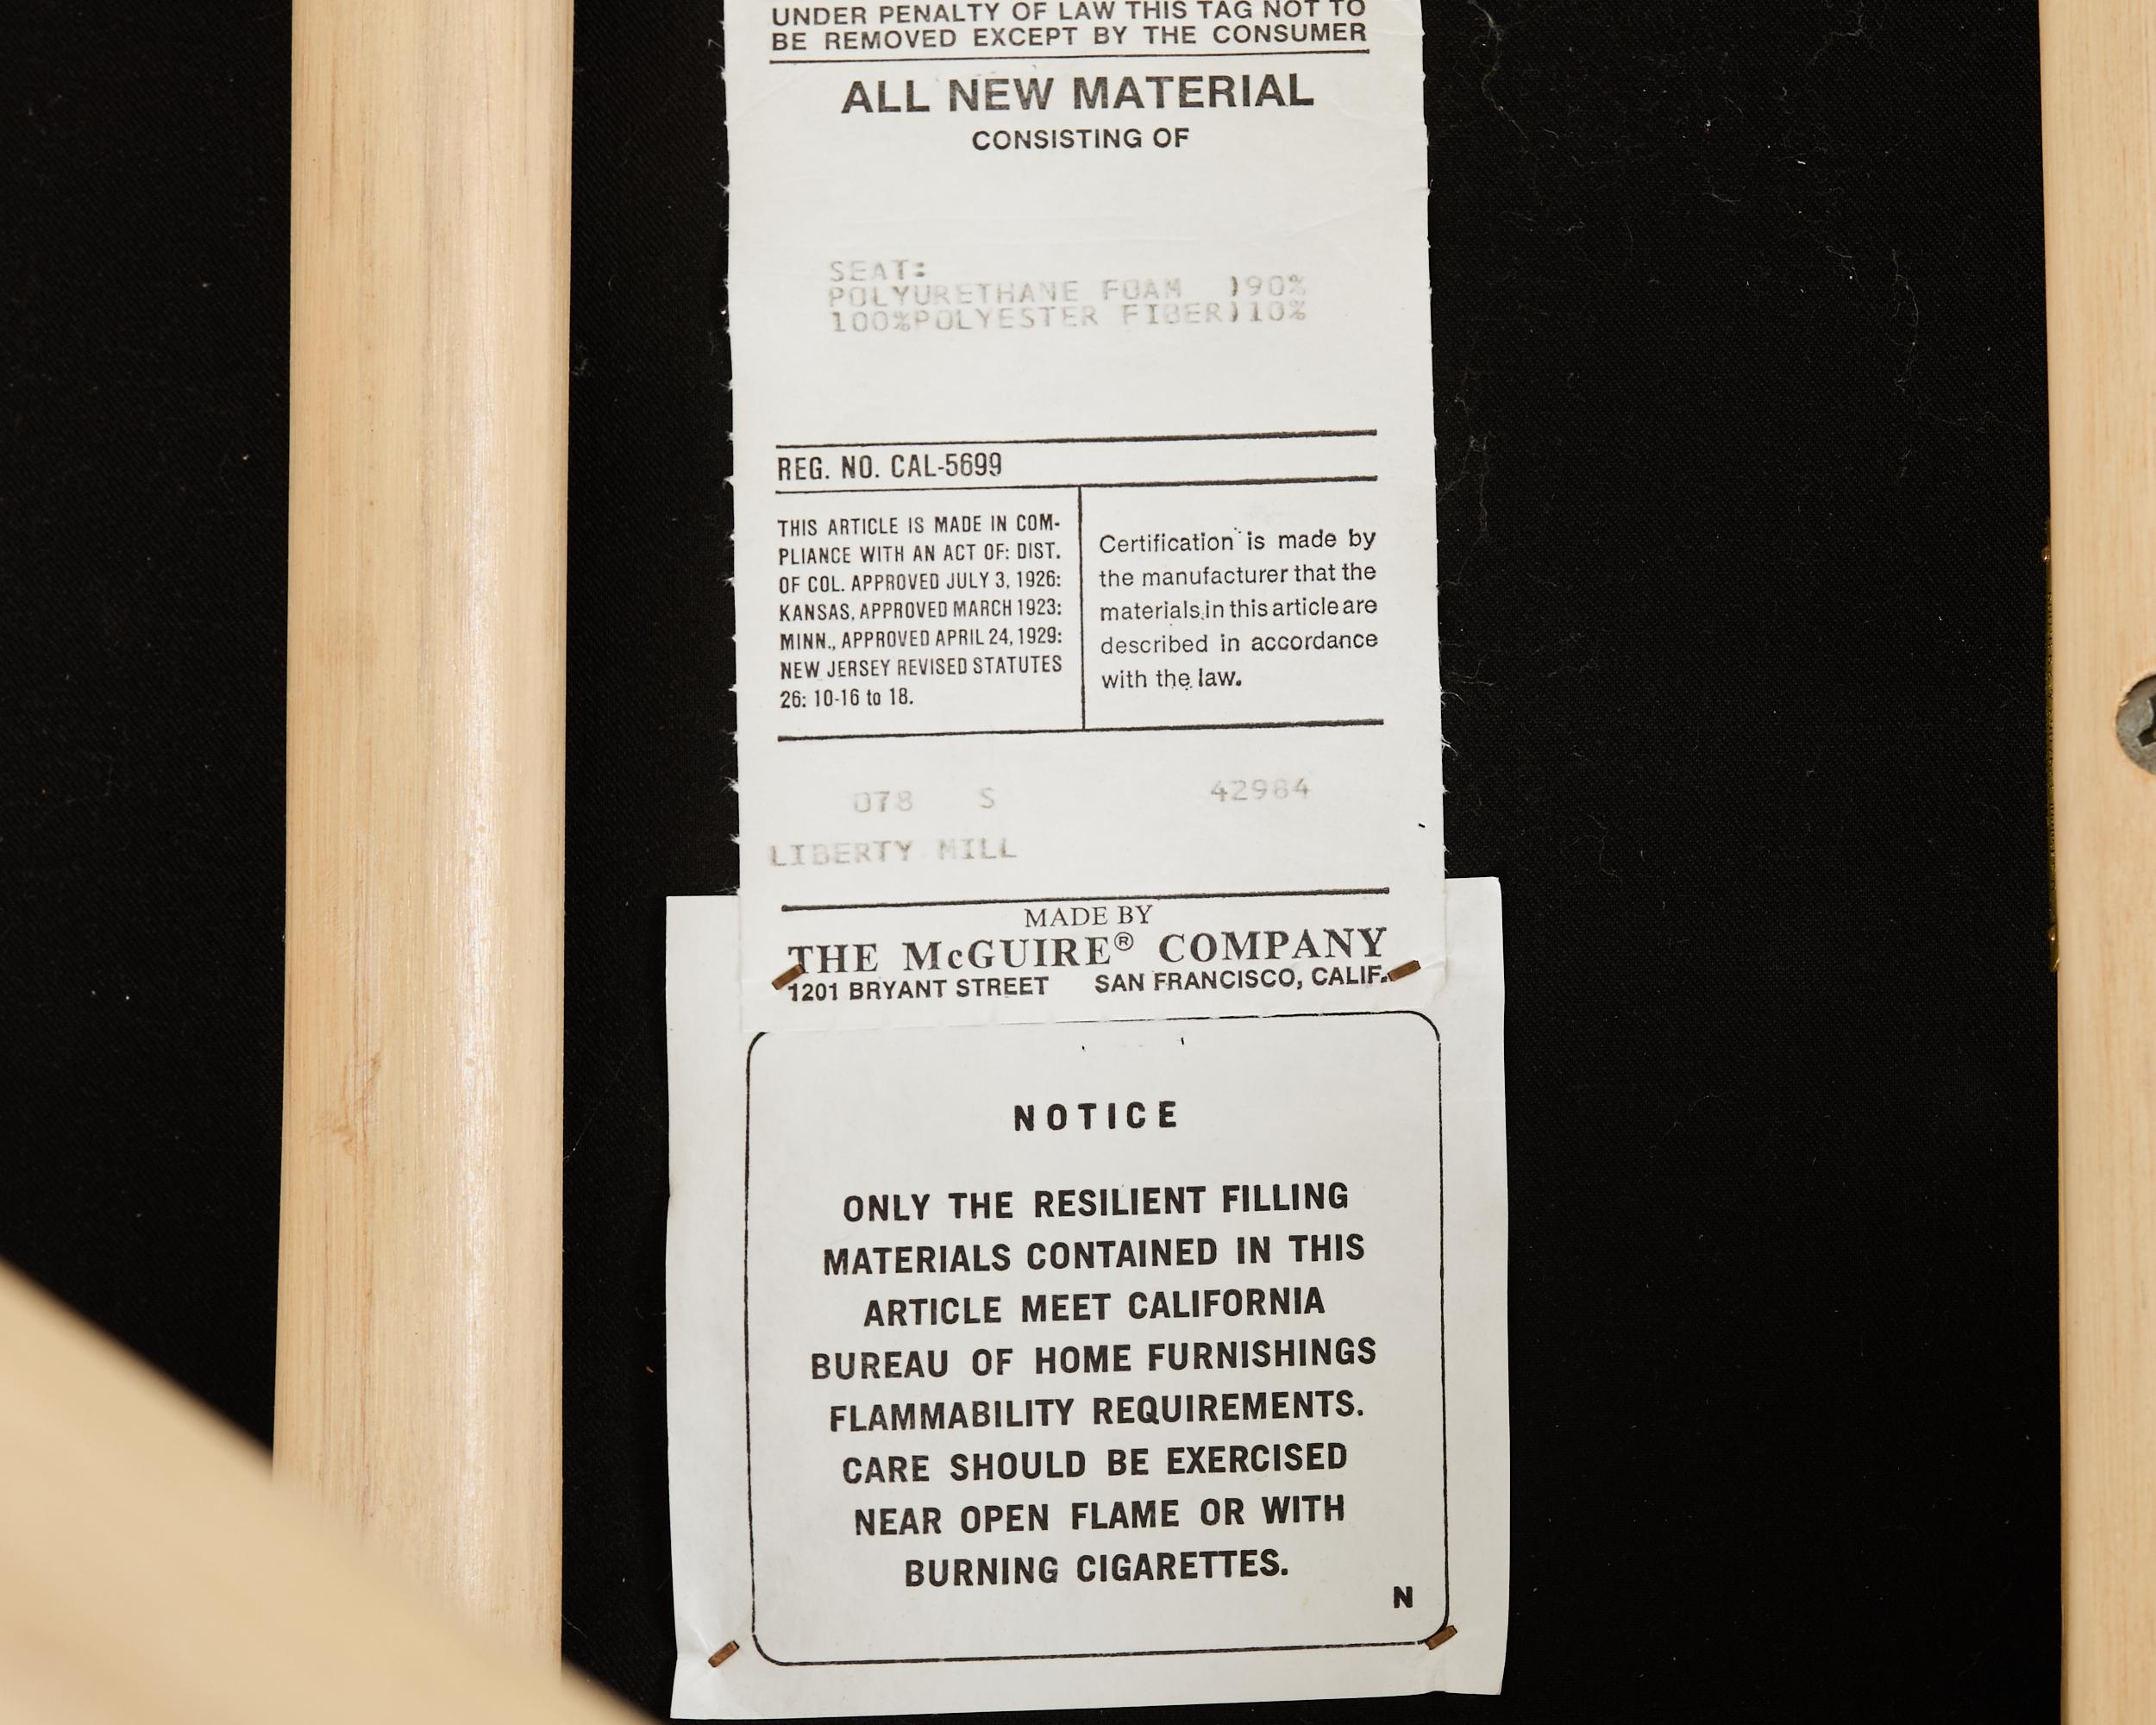 UNDER PENALTY OF LAW THIS TAG NOT TO
BE REMOVED EXCEPT BY THE CONSUMER
ALL NEW MATERIAL
CONSISTING OF
SEAT:
POLYURETHANE FOAM )90%
100%POLYESTER FIBER)10%
REG. NO. CAL-5699
THIS ARTICLE IS MADE IN COM-
PLIANCE WITH AN ACT OF: DIST.
OF COL. APPROVED JULY 3, 1926:
KANSAS, APPROVED MARCH 1923:
MINN., APPROVED APRIL 24, 1929:
NEW JERSEY REVISED STATUTES
26: 10-16 to 18.
Certification is made by
the manufacturer that the
materials in this article are
described in accordance
with the law.
078 S 42984
LIBERTY MILL
MADE BY
THE McGUIRE® COMPANY
1201 BRYANT STREET SAN FRANCISCO, CALIF.
NOTICE
ONLY THE RESILIENT FILLING
MATERIALS CONTAINED IN THIS
ARTICLE MEET CALIFORNIA
BUREAU OF HOME FURNISHINGS
FLAMMABILITY REQUIREMENTS.
CARE SHOULD BE EXERCISED
NEAR OPEN FLAME OR WITH
BURNING CIGARETTES.
N